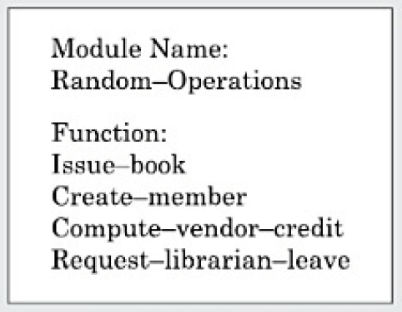 Module Name:
Random–Operations
Function:
Issue–book
Create–member
Compute–vendor–credit
Request–librarian–leave